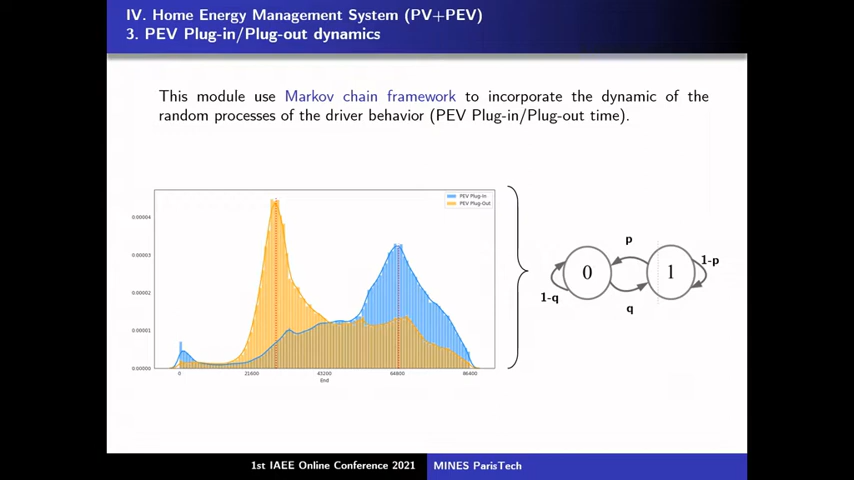 IV. Home Energy Management System (PV+PEV)
3. PEV Plug-in/Plug-out dynamics
This module use Markov chain framework to incorporate the dynamic of the
random processes of the driver behavior (PEV Plug-in/Plug-out time).
PEV Plug-In
PEV Plug-Out
0.00004
0.00003
0.00002
0.00001
0.00000
0 21600 43200 64800 86400
End
p
0 1
1-p
1-q
q
1st IAEE Online Conference 2021 MINES ParisTech